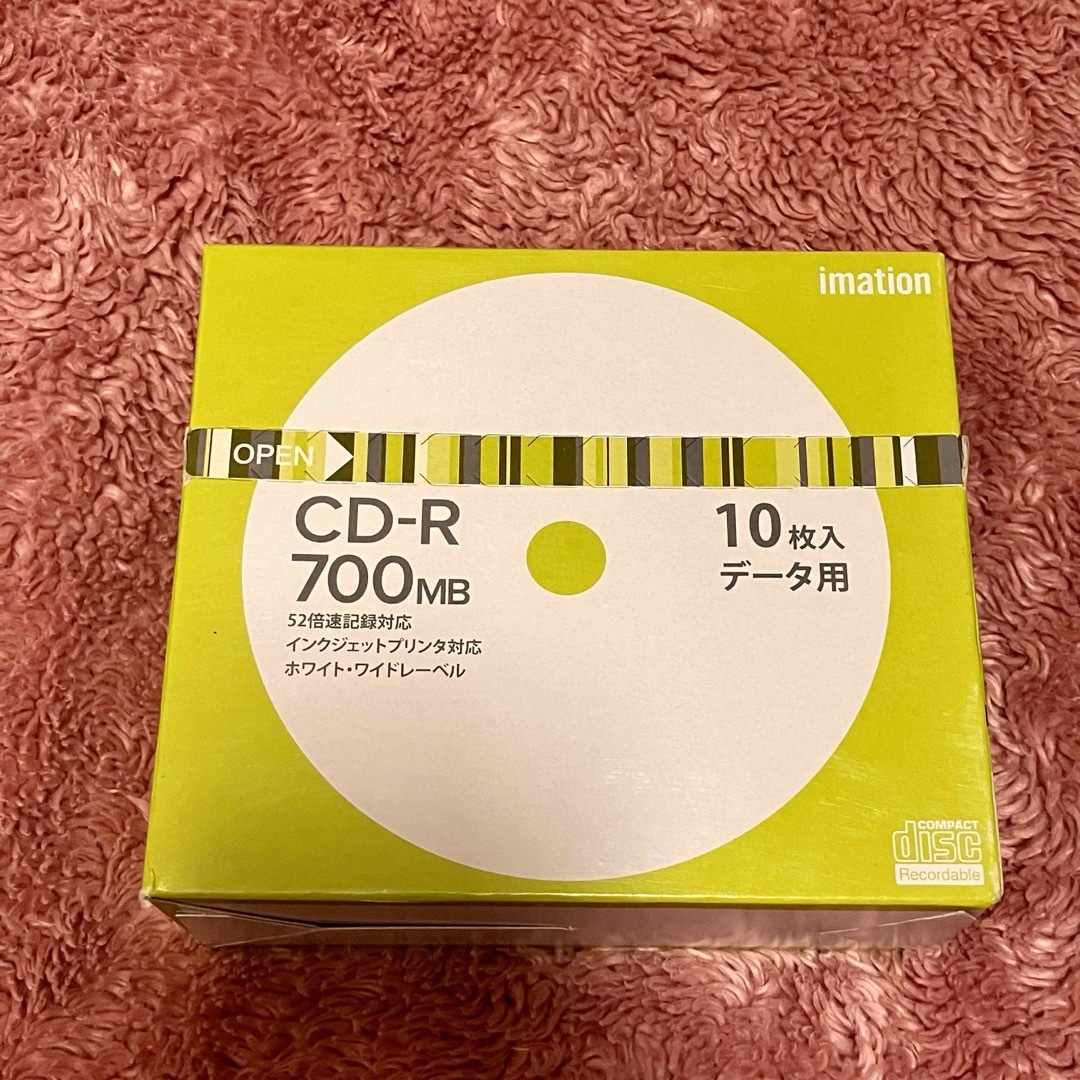 imation
OPEN
CD-R
700MB
52倍速記録対応
インクジェットプリンタ対応
ホワイト・ワイドレーベル
10枚入
データ用
COMPACT
disc
Recordable